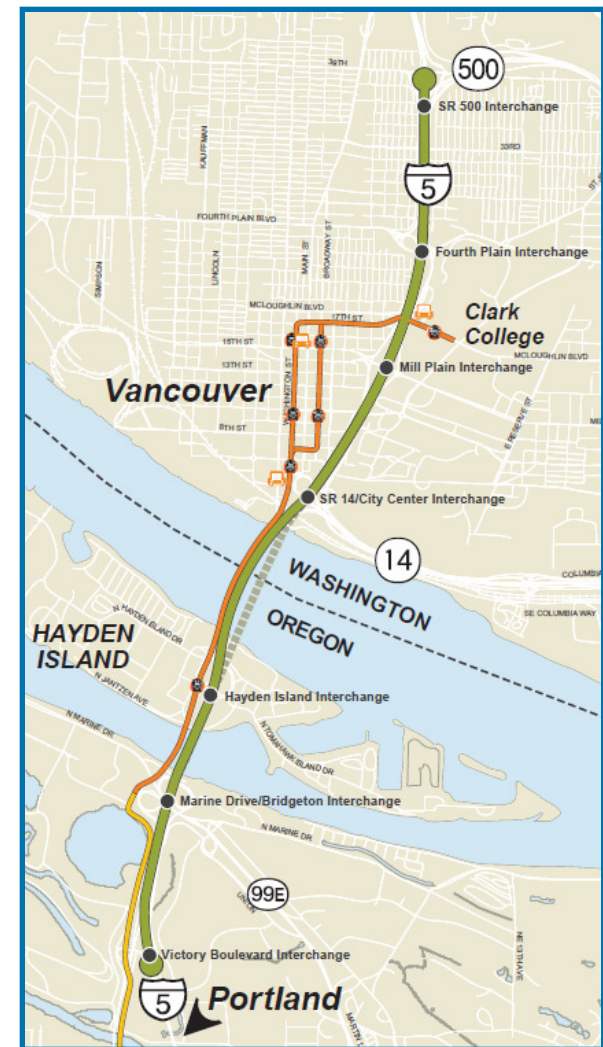 39TH
500
SR 500 Interchange
33RD
5
KAUFFMAN
FOURTH PLAIN BLVD
MAIN ST
BROADWAY ST
Fourth Plain Interchange
SIMPSON
LINCOLN
MCLOUGHLIN BLVD
17TH ST
Clark
College
15TH ST
MCLOUGHLIN BLVD
13TH ST
Mill Plain Interchange
Vancouver
WASHINGTON ST
E RESERVE ST
8TH ST
SR 14/City Center Interchange
14
COLUMBIA
WASHINGTON
SE COLUMBIA WAY
OREGON
N HAYDEN ISLAND DR
HAYDEN
ISLAND
N JANTZEN AVE
Hayden Island Interchange
N MARINE DR
N TOMAHAWK ISLAND DR
Marine Drive/Bridgeton Interchange
N MARINE DR
99E
UNION
NE 13TH AVE
Victory Boulevard Interchange
5
Portland